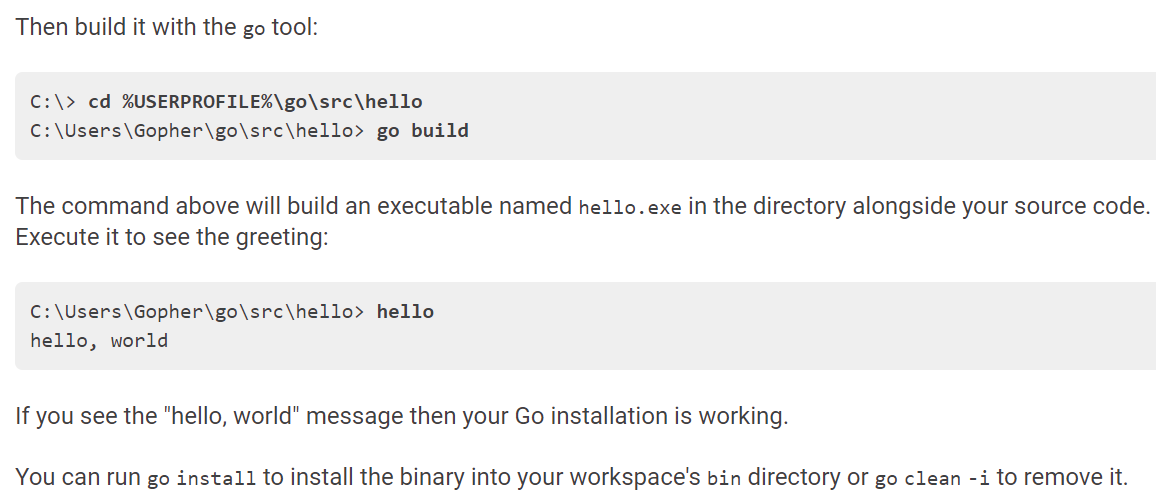 Then build it with the go tool:
C:\> cd %USERPROFILE%\go\src\hello
C:\Users\Gopher\go\src\hello> go build
The command above will build an executable named hello.exe in the directory alongside your source code.
Execute it to see the greeting:
C:\Users\Gopher\go\src\hello> hello
hello, world
If you see the "hello, world" message then your Go installation is working.
You can run go install to install the binary into your workspace's bin directory or go clean -i to remove it.